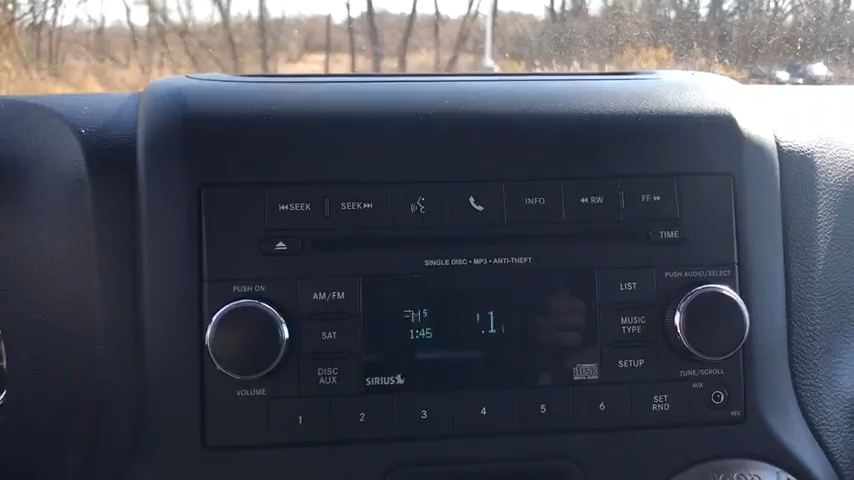 SEEK SEEK INFO RW FF
TIME
SINGLE DISC • MP3 • ANTI-THEFT
PUSH ON AM/FM LIST PUSH AUDIO/SELECT
SAT MUSIC TYPE
1:45
DISC AUX SETUP
VOLUME SIRIUS disc TUNE/SCROLL
AUX
1 2 3 4 5 6 SET RND